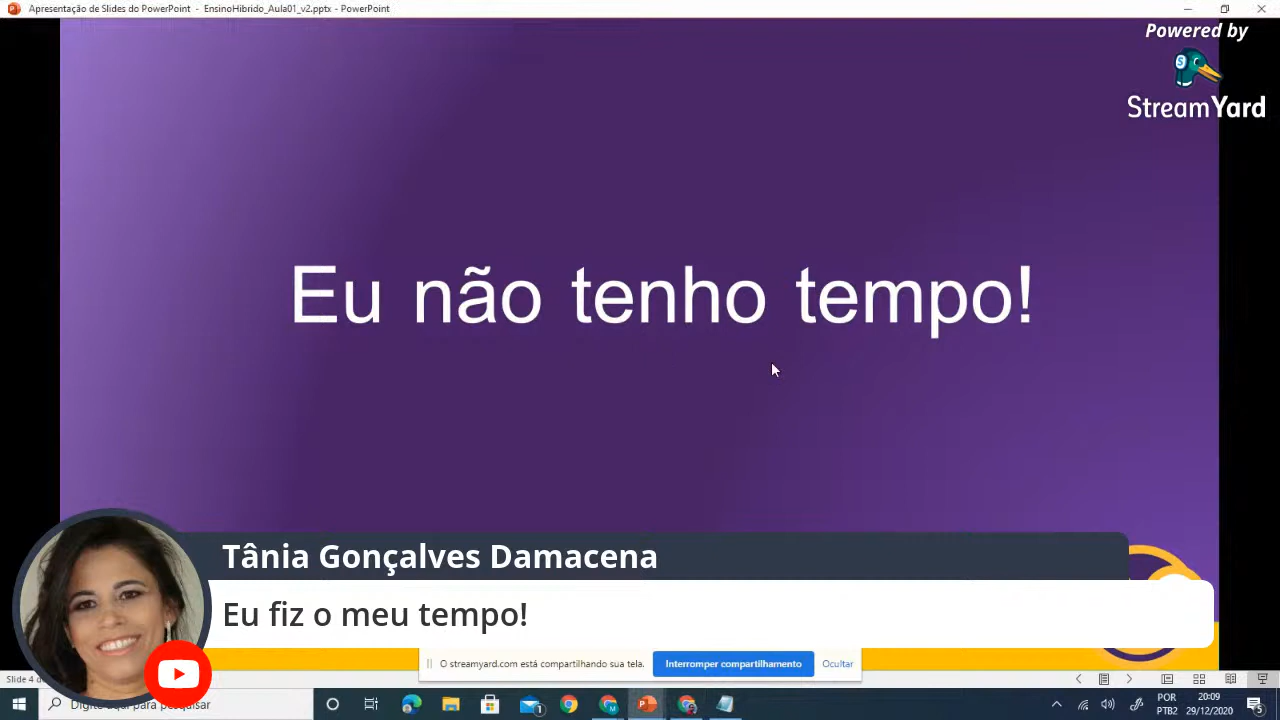 Apresentação de Slides do PowerPoint - EnsinoHibrido_Aula01_v2.pptx - PowerPoint
Powered by
StreamYard
Eu não tenho tempo!
Tânia Gonçalves Damacena
Eu fiz o meu tempo!
O streamyard.com está compartilhando sua tela.
Interromper compartilhamento
Ocultar
Slide 4 d
Digite aqui para pesquisar
POR
PTB2
20:09
29/12/2020